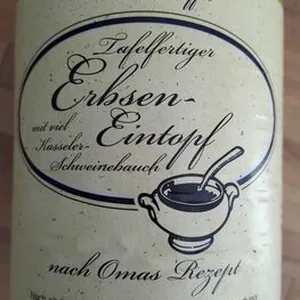 Tafelfertiger
Erbsen-
Eintopf
mit viel
Kasseler-
Schweinebauch
nach Omas Rezept